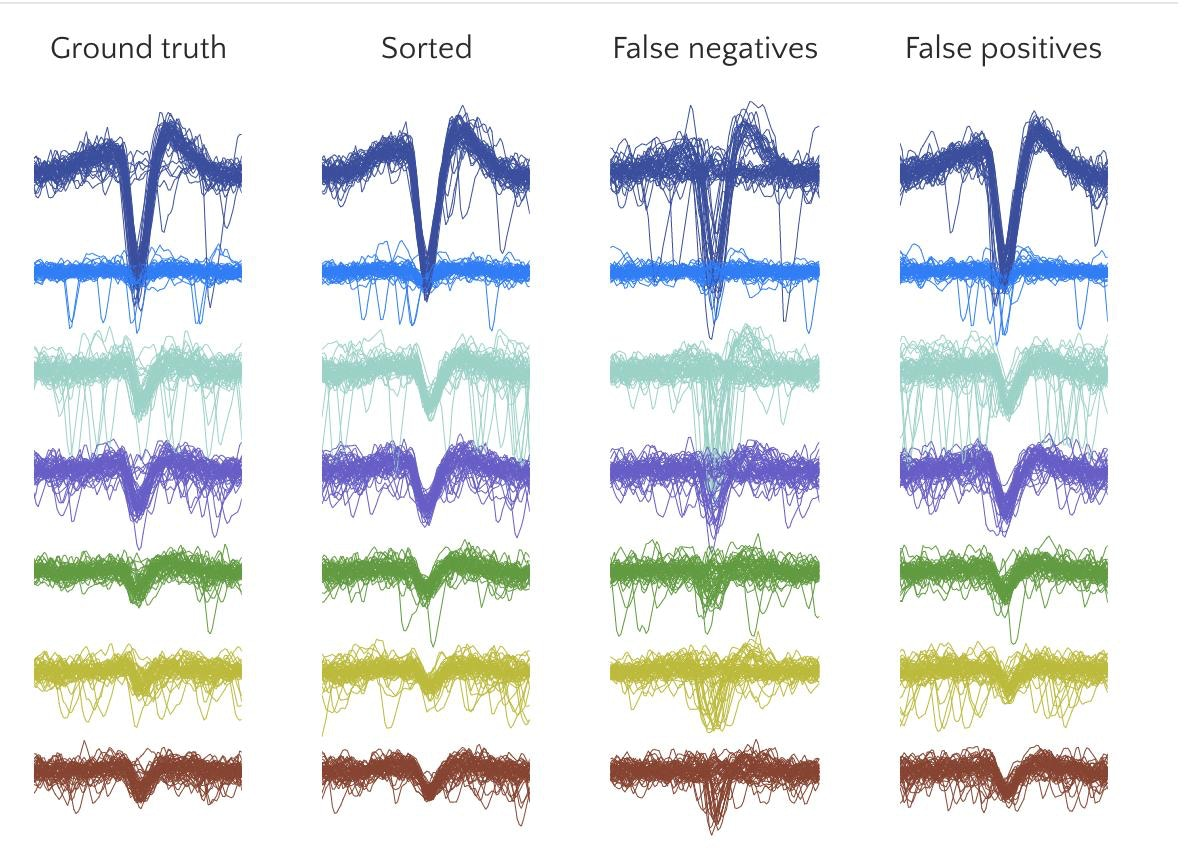 Ground truth
Sorted
False negatives
False positives